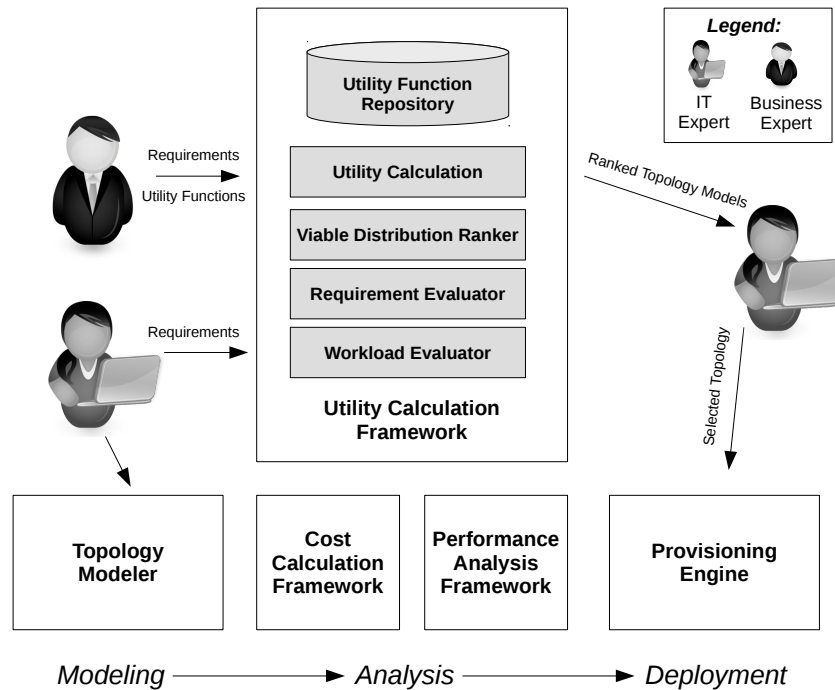 Legend:
IT
Expert
Business
Expert
Utility Function
Repository
Requirements
Utility Functions
Utility Calculation
Viable Distribution Ranker
Requirement Evaluator
Requirements
Workload Evaluator
Utility Calculation
Framework
Ranked Topology Models
Selected Topology
Topology
Modeler
Cost
Calculation
Framework
Performance
Analysis
Framework
Provisioning
Engine
Modeling
Analysis
Deployment